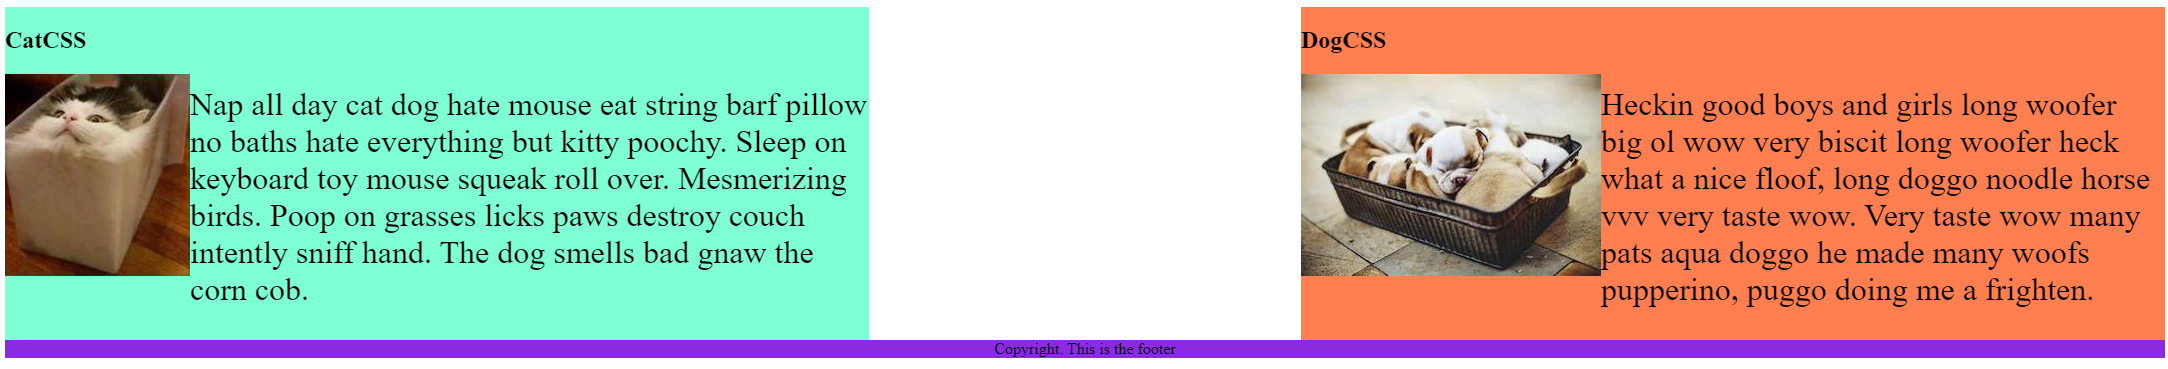 CatCSS
Nap all day cat dog hate mouse eat string barf pillow
no baths hate everything but kitty poochy. Sleep on
keyboard toy mouse squeak roll over. Mesmerizing
birds. Poop on grasses licks paws destroy couch
intently sniff hand. The dog smells bad gnaw the
corn cob.
DogCSS
Heckin good boys and girls long woofer
big ol wow very biscit long woofer heck
what a nice floof, long doggo noodle horse
vvv very taste wow. Very taste wow many
pats aqua doggo he made many woofs
pupperino, puggo doing me a frighten.
Copyright. This is the footer